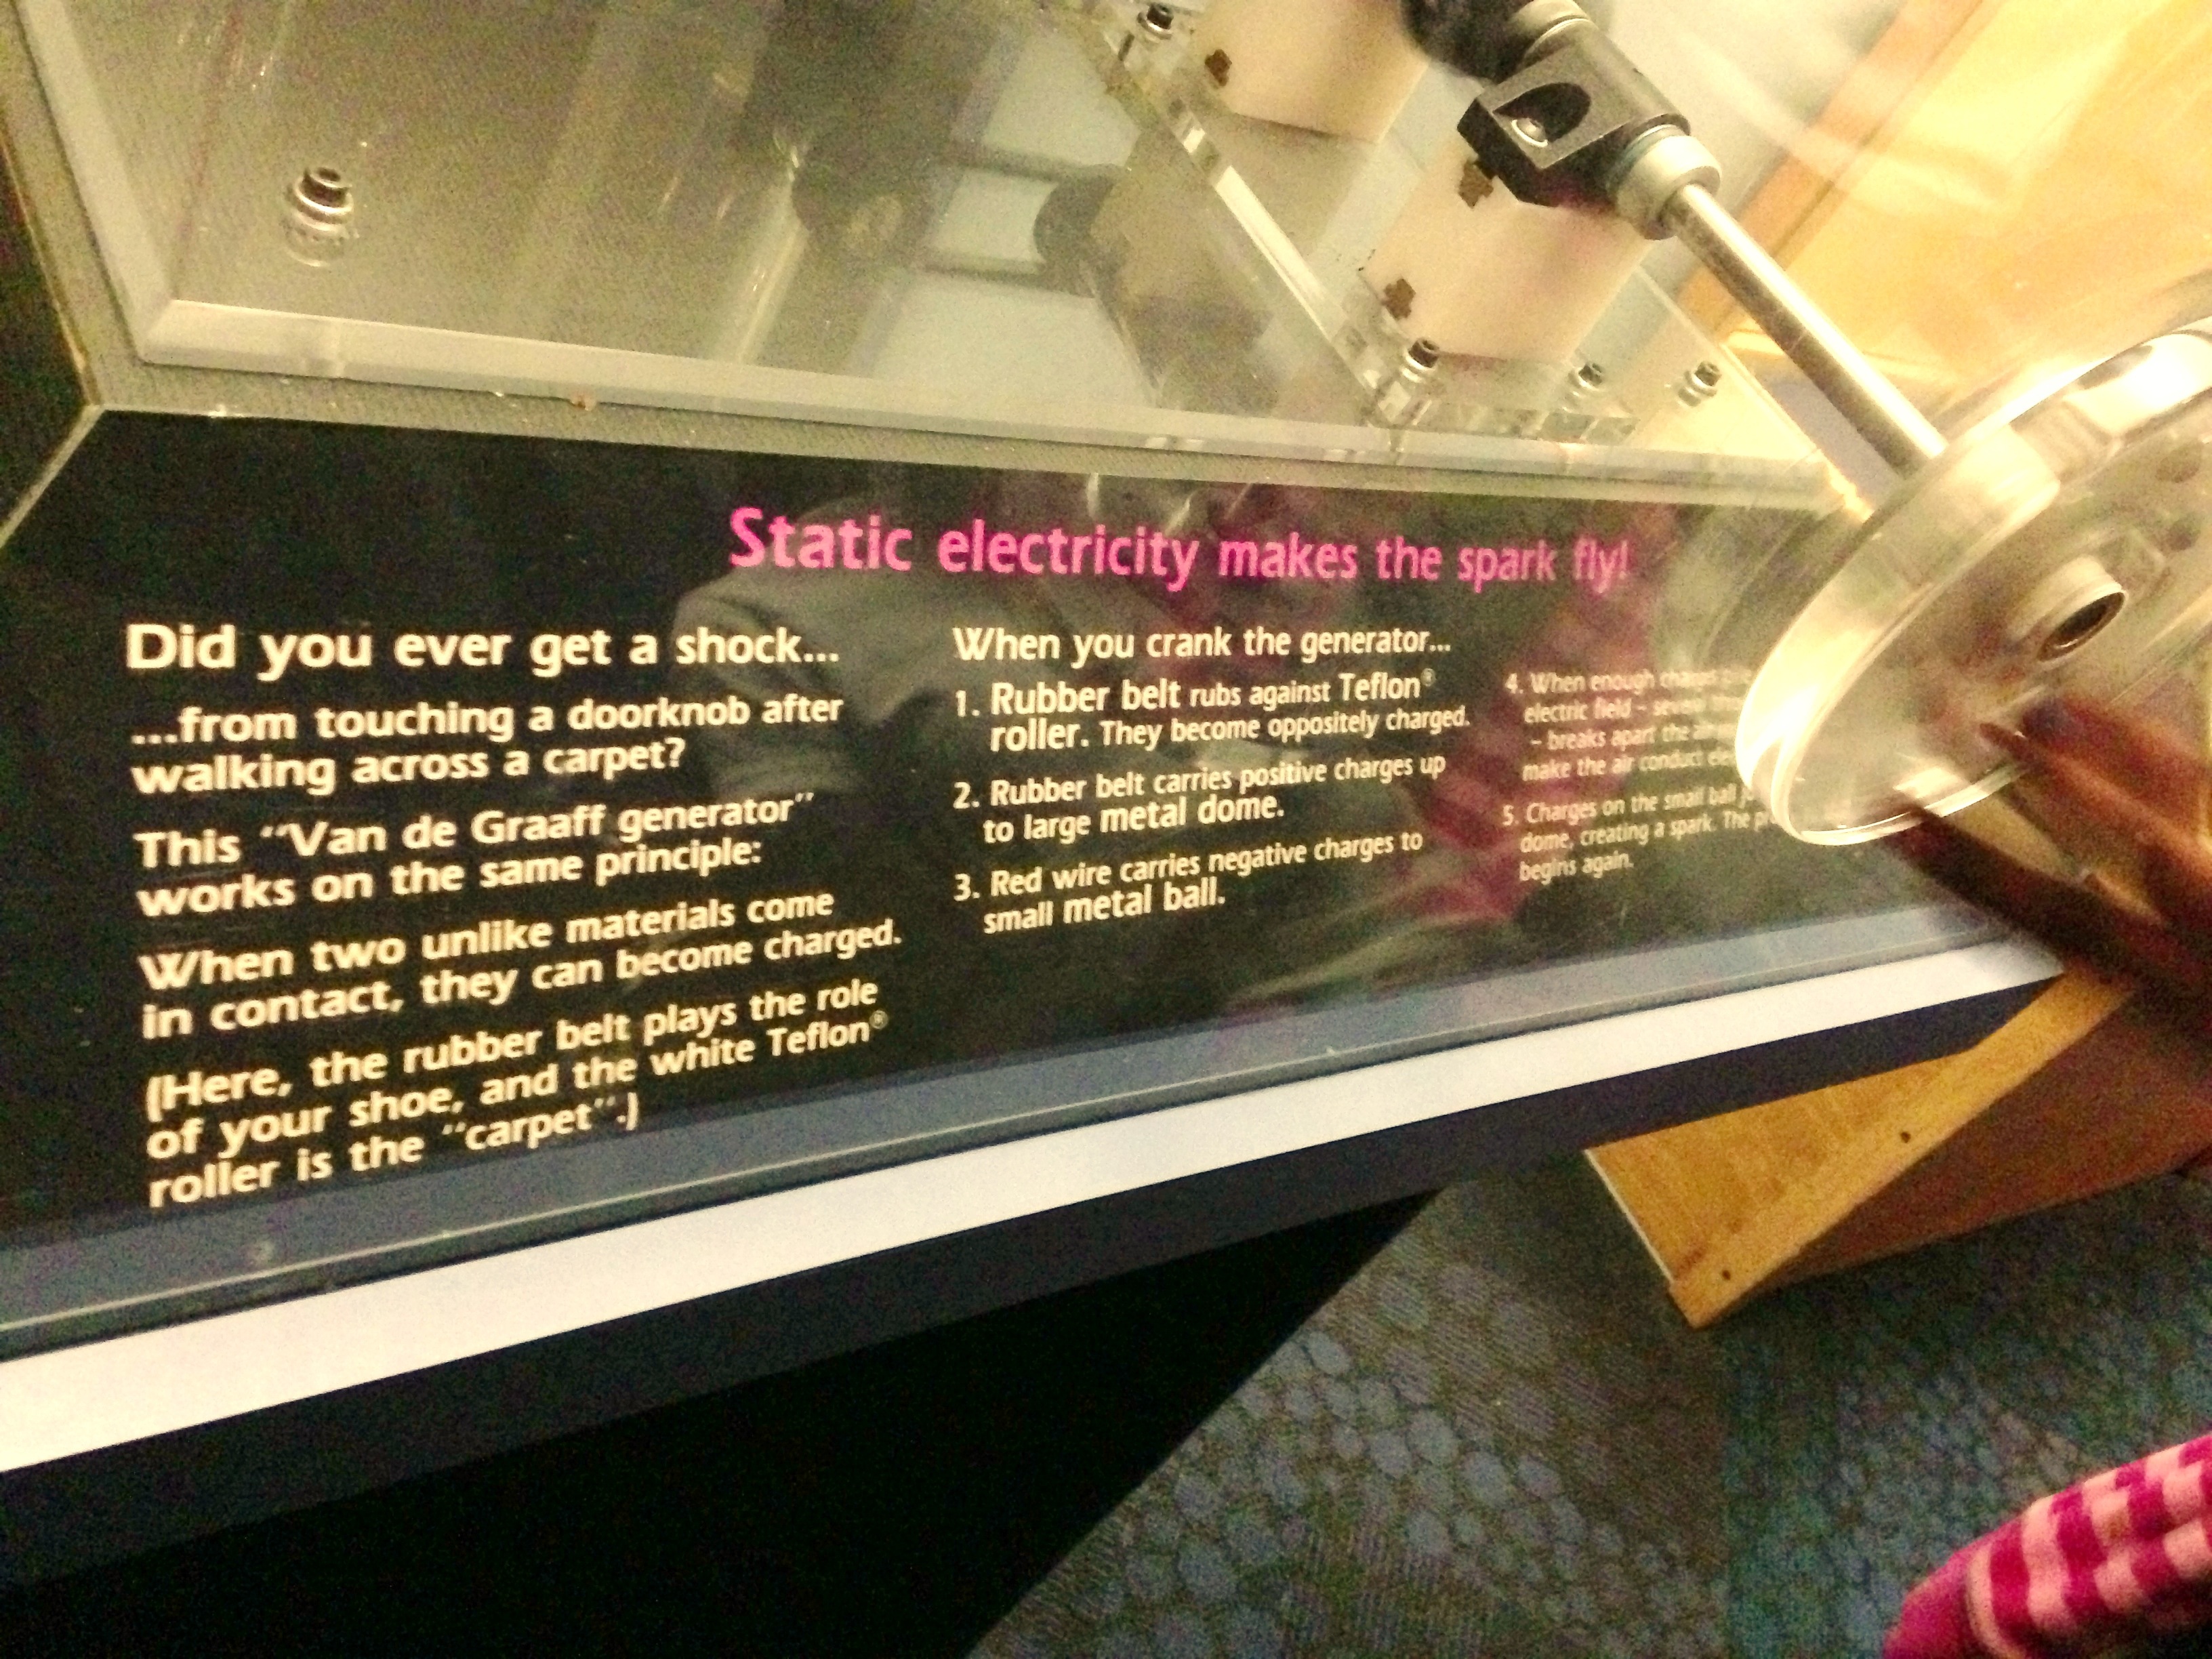 Static electricity makes the spark fly!
Did you ever get a shock...
...from touching a doorknob after
walking across a carpet?
This “Van de Graaff generator”
works on the same principle:
When two unlike materials come
in contact, they can become charged.
(Here, the rubber belt plays the role
of your shoe, and the white Teflon®
roller is the “carpet”.)
When you crank the generator...
1. Rubber belt rubs against Teflon®
roller. They become oppositely charged.
2. Rubber belt carries positive charges up
to large metal dome.
3. Red wire carries negative charges to
small metal ball.
4. When enough charges
electric field –
– breaks apart the air
make the air conduct
5. Charges on the small ball
dome, creating a spark. The
begins again.